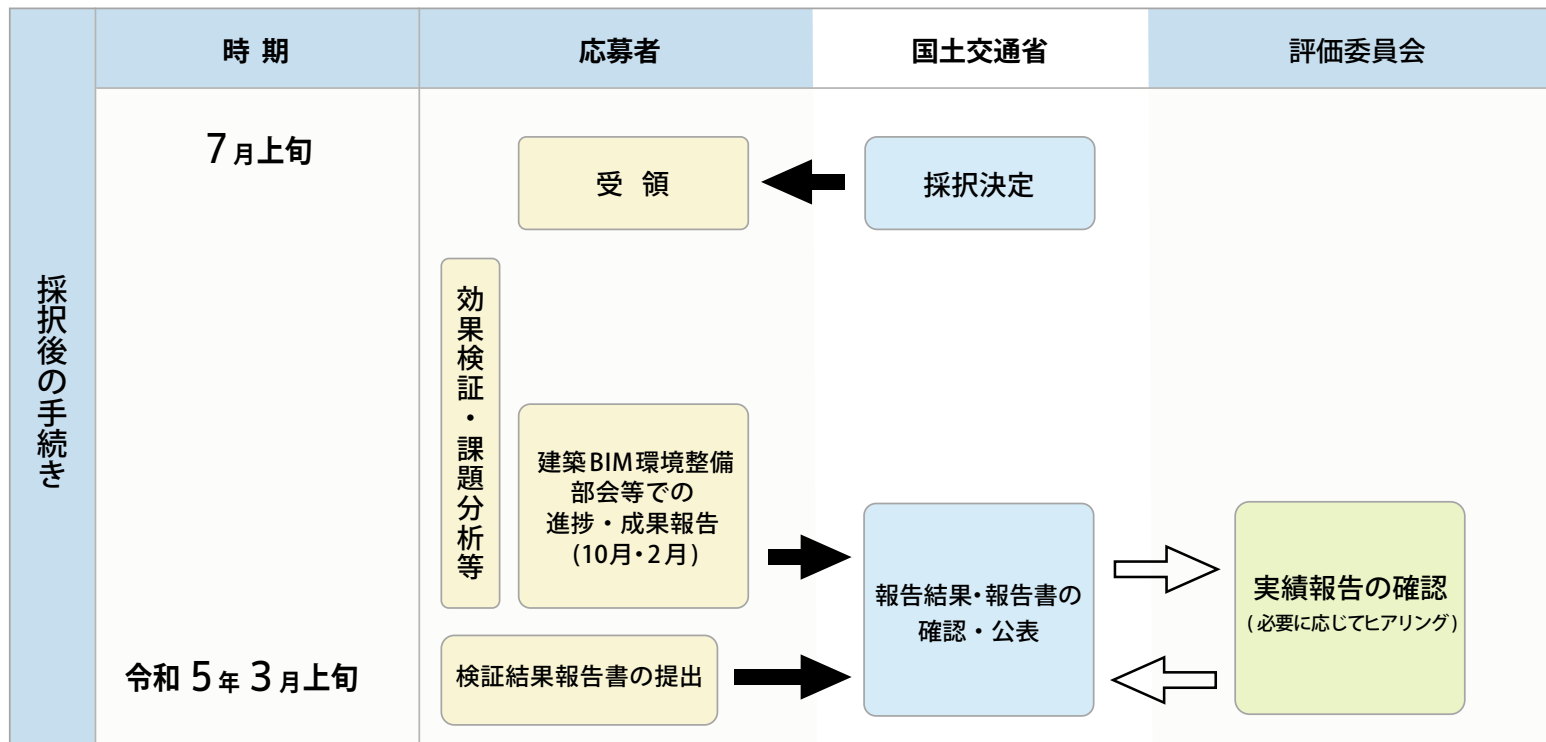 時 期
応募者
国土交通省
評価委員会
採択後の手続き
7月上旬
受 領
採択決定
効果検証・課題分析等
建築BIM環境整備
部会等での
進捗・成果報告
(10月・2月)
報告結果・報告書の
確認・公表
実績報告の確認
(必要に応じてヒアリング)
令和 5年 3月上旬
検証結果報告書の提出